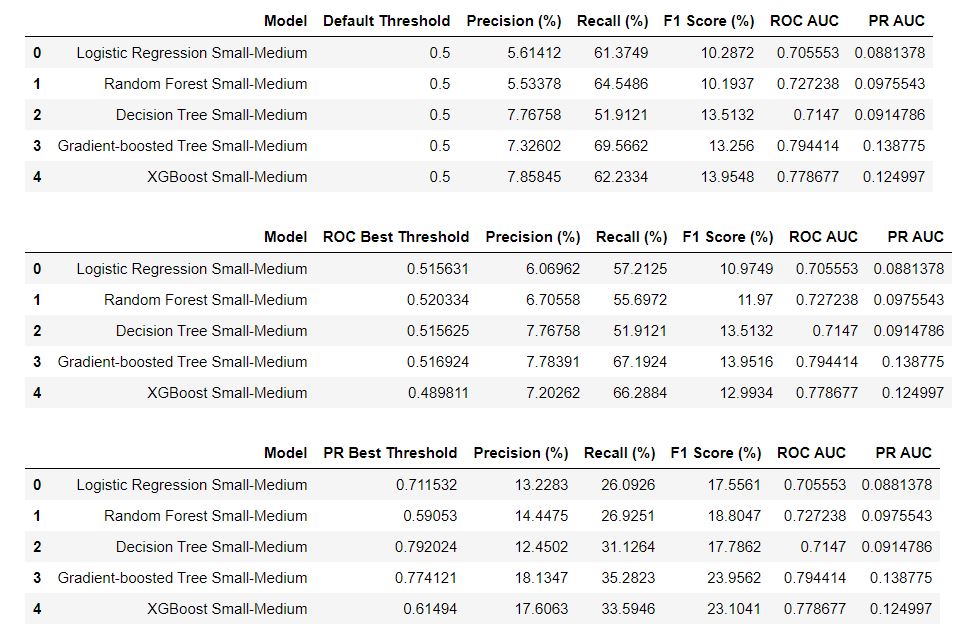 Model Default Threshold Precision (%) Recall (%) F1 Score (%) ROC AUC PR AUC
0 Logistic Regression Small-Medium 0.5 5.61412 61.3749 10.2872 0.705553 0.0881378
1 Random Forest Small-Medium 0.5 5.53378 64.5486 10.1937 0.727238 0.0975543
2 Decision Tree Small-Medium 0.5 7.76758 51.9121 13.5132 0.7147 0.0914786
3 Gradient-boosted Tree Small-Medium 0.5 7.32602 69.5662 13.256 0.794414 0.138775
4 XGBoost Small-Medium 0.5 7.85845 62.2334 13.9548 0.778677 0.124997
Model ROC Best Threshold Precision (%) Recall (%) F1 Score (%) ROC AUC PR AUC
0 Logistic Regression Small-Medium 0.515631 6.06962 57.2125 10.9749 0.705553 0.0881378
1 Random Forest Small-Medium 0.520334 6.70558 55.6972 11.97 0.727238 0.0975543
2 Decision Tree Small-Medium 0.515625 7.76758 51.9121 13.5132 0.7147 0.0914786
3 Gradient-boosted Tree Small-Medium 0.516924 7.78391 67.1924 13.9516 0.794414 0.138775
4 XGBoost Small-Medium 0.489811 7.20262 66.2884 12.9934 0.778677 0.124997
Model PR Best Threshold Precision (%) Recall (%) F1 Score (%) ROC AUC PR AUC
0 Logistic Regression Small-Medium 0.711532 13.2283 26.0926 17.5561 0.705553 0.0881378
1 Random Forest Small-Medium 0.59053 14.4475 26.9251 18.8047 0.727238 0.0975543
2 Decision Tree Small-Medium 0.792024 12.4502 31.1264 17.7862 0.7147 0.0914786
3 Gradient-boosted Tree Small-Medium 0.774121 18.1347 35.2823 23.9562 0.794414 0.138775
4 XGBoost Small-Medium 0.61494 17.6063 33.5946 23.1041 0.778677 0.124997